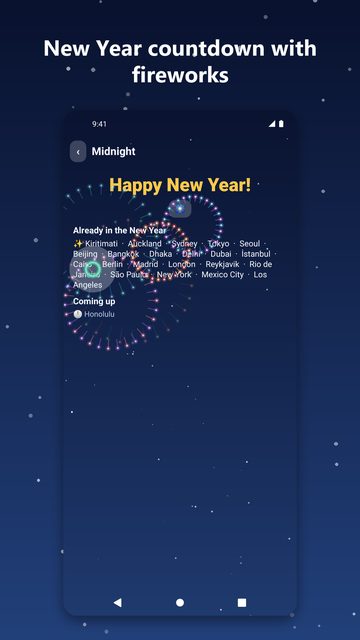 New Year countdown with
fireworks
9:41
‹ Midnight
Happy New Year!
Already in the New Year
✨ Kiritimati · Auckland · Sydney · Tokyo · Seoul ·
Beijing · Bangkok · Dhaka · Delhi · Dubai · İstanbul ·
Cairo · Berlin · Madrid · London · Reykjavik · Rio de
Janeiro · São Paulo · New York · Mexico City · Los
Angeles
Coming up
🕛 Honolulu